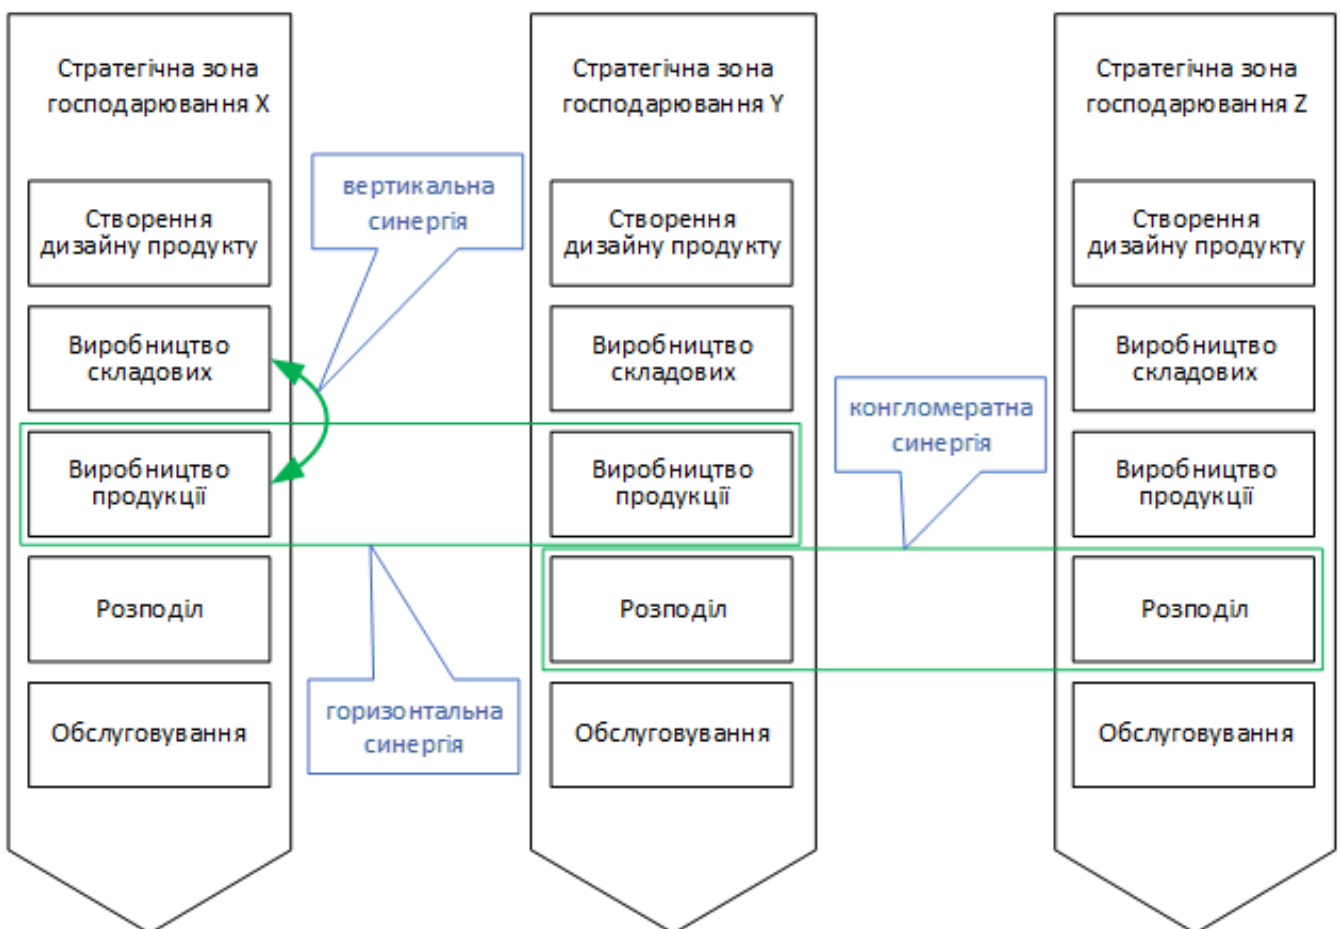 Стратегічна зона
господарювання X
Стратегічна зона
господарювання Y
Стратегічна зона
господарювання Z
вертикальна
синергія
Створення
дизайну продукту
Створення
дизайну продукту
Створення
дизайну продукту
Виробництво
складових
Виробництво
складових
Виробництво
складових
конгломератна
синергія
Виробництво
продукції
Виробництво
продукції
Виробництво
продукції
Розподіл
Розподіл
Розподіл
горизонтальна
синергія
Обслуговування
Обслуговування
Обслуговування